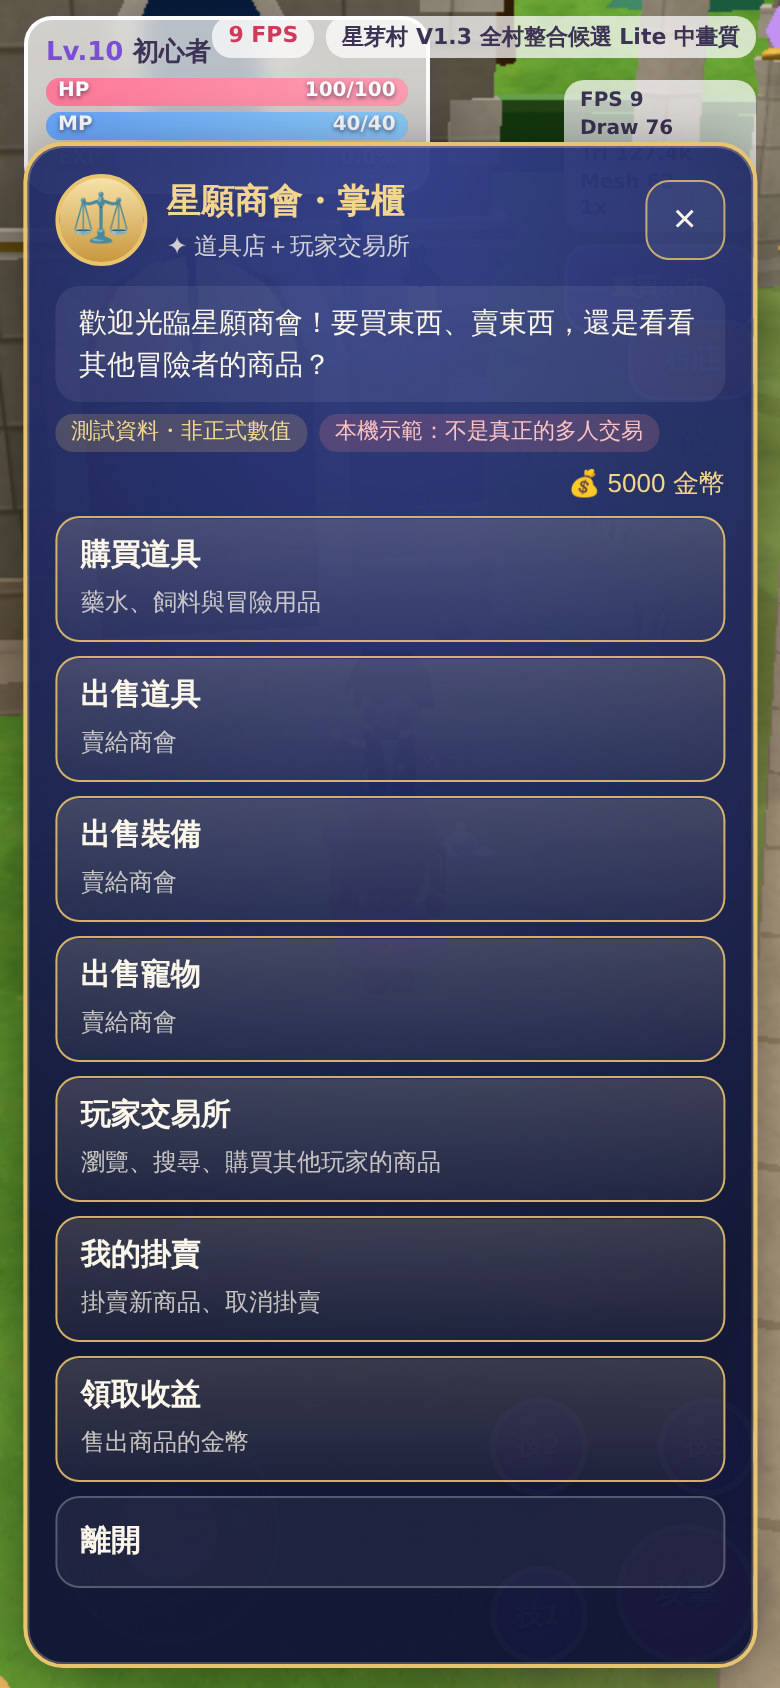 Lv.10 初心者
9 FPS
星芽村 V1.3 全村整合候選 Lite 中畫質
HP 100/100
MP 40/40
EXP
FPS 9
Draw 76
Tri 127.4k
Mesh
1x
星願商會・掌櫃
✦ 道具店＋玩家交易所
×
歡迎光臨星願商會！要買東西、賣東西，還是看看
其他冒險者的商品？
測試資料・非正式數值
本機示範：不是真正的多人交易
💰 5000 金幣
購買道具
藥水、飼料與冒險用品
出售道具
賣給商會
出售裝備
賣給商會
出售寵物
賣給商會
玩家交易所
瀏覽、搜尋、購買其他玩家的商品
我的掛賣
掛賣新商品、取消掛賣
領取收益
售出商品的金幣
離開